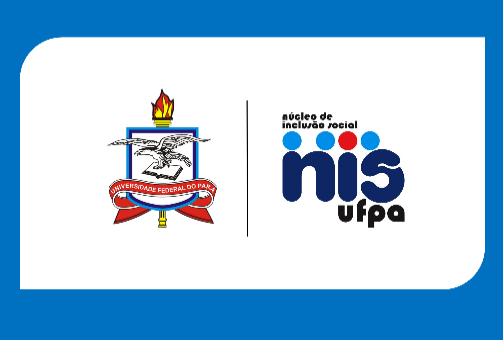 UNIVERSIDADE FEDERAL DO PARÁ
núcleo de
inclusão social
nis
ufpa